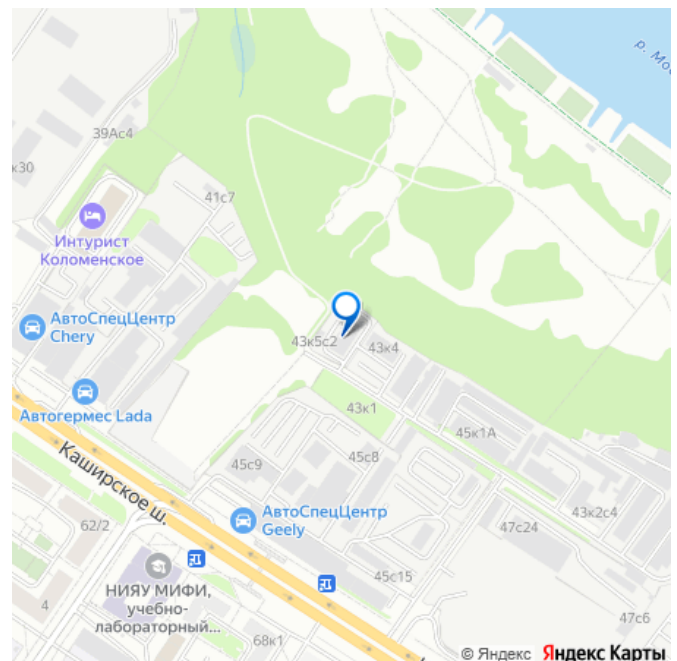 р. Мос
39Ас4
к30
41с7
Интурист
Коломенское
АвтоСпецЦентр
Chery
43к5с2
43к4
Автогермес Lada
43к1
45к1А
Каширское ш.
45с9
45с8
43к2с4
АвтоСпецЦентр
Geely
47с24
62/2
45с15
НИЯУ МИФИ,
учебно-
лабораторный...
4
47с6
68к1
© Яндекс Яндекс Карты